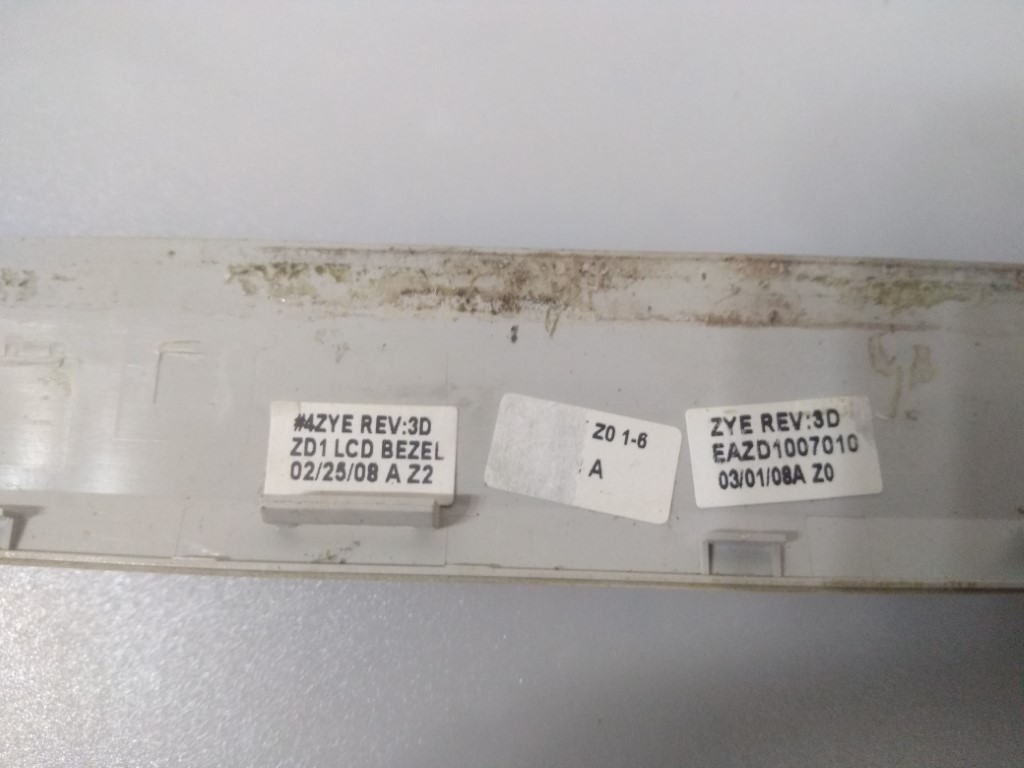 #4ZYE REV:3D
ZD1 LCD BEZEL
02/25/08 A Z2
Z0 1-6
A
ZYE REV:3D
EAZD1007010
03/01/08A Z0